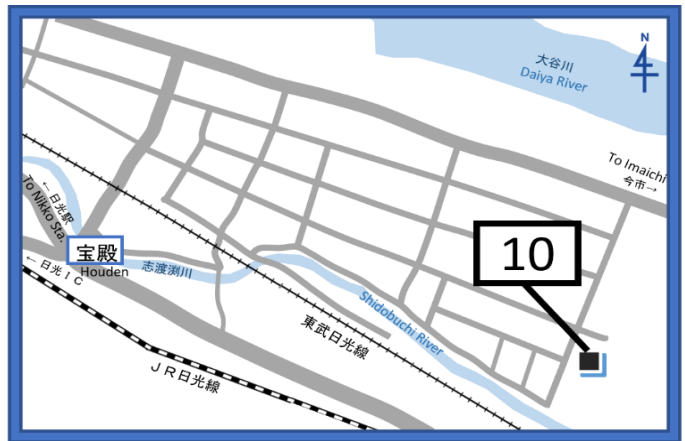 N
大谷川
Daiya River
To Imaichi
今市→
←日光駅
To Nikko Sta.
宝殿
Houden
志渡渕川
←日光IC
10
Shidobuchi River
東武日光線
JR日光線